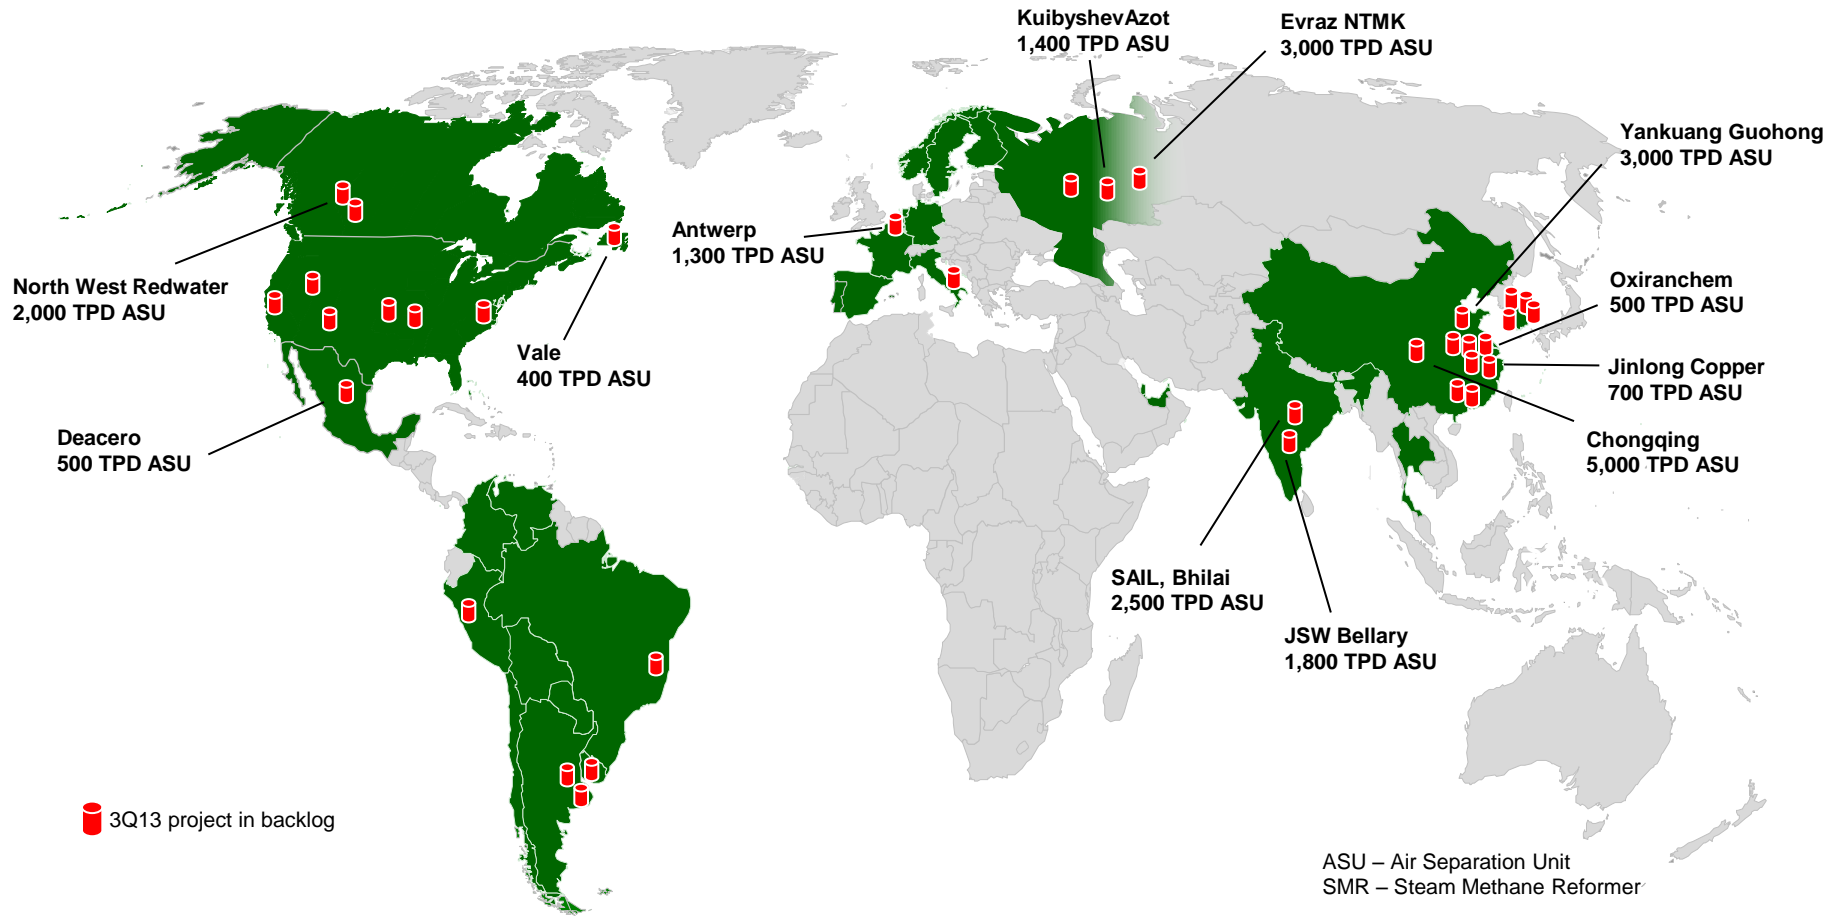 KuibyshevAzot
1,400 TPD ASU
Evraz NTMK
3,000 TPD ASU
Yankuang Guohong
3,000 TPD ASU
Antwerp
1,300 TPD ASU
North West Redwater
2,000 TPD ASU
Oxiranchem
500 TPD ASU
Vale
400 TPD ASU
Jinlong Copper
700 TPD ASU
Deacero
500 TPD ASU
Chongqing
5,000 TPD ASU
SAIL, Bhilai
2,500 TPD ASU
JSW Bellary
1,800 TPD ASU
3Q13 project in backlog
ASU – Air Separation Unit
SMR – Steam Methane Reformer